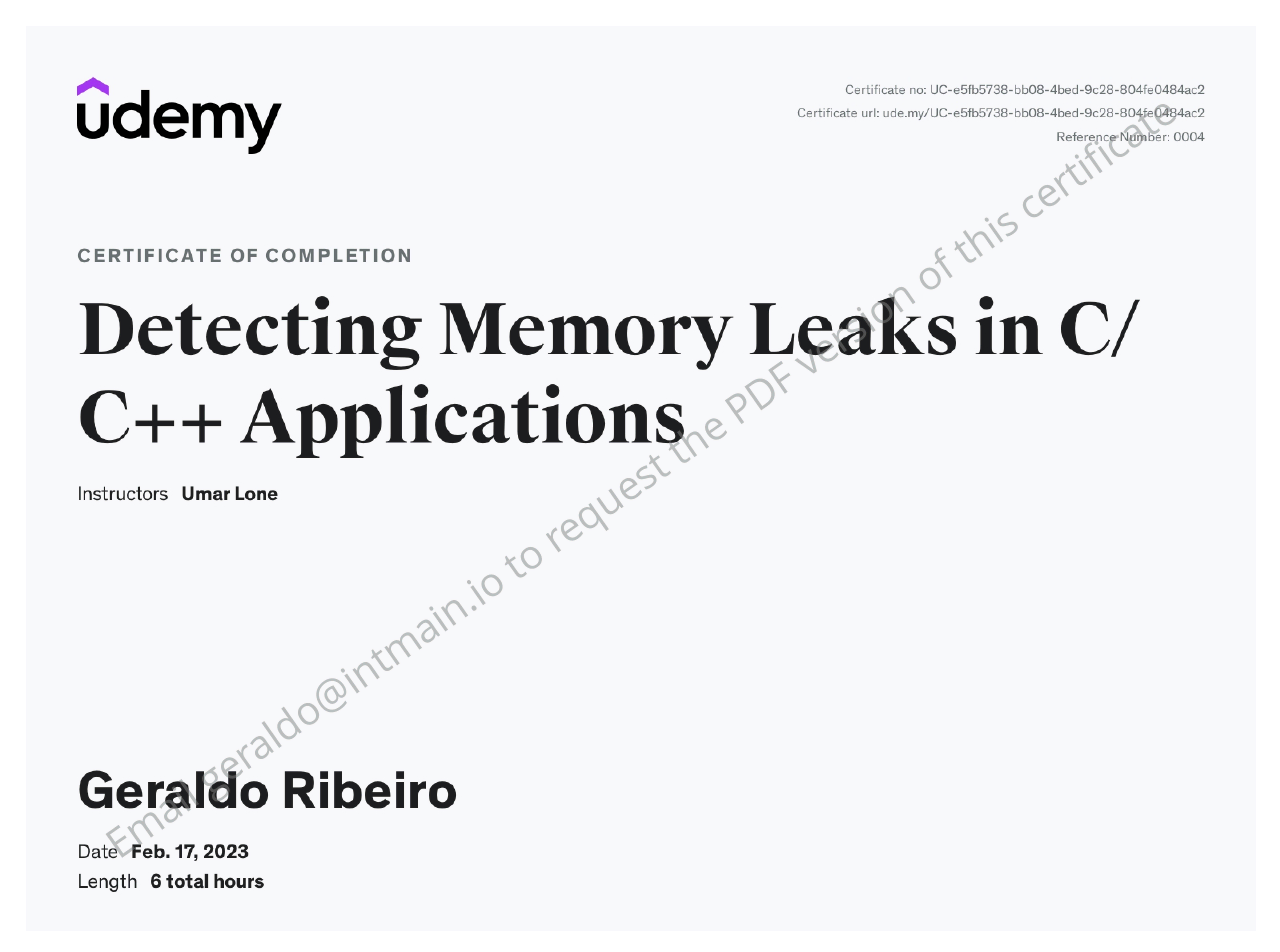 udemy
Certificate no: UC-e5fb5738-bb08-4bed-9c28-804fe0484ac2
Certificate url: ude.my/UC-e5fb5738-bb08-4bed-9c28-804fe0484ac2
Reference Number: 0004
CERTIFICATE OF COMPLETION
Detecting Memory Leaks in C/
C++ Applications
Instructors Umar Lone
Email geraldo@intmain.io to request the PDF version of this certificate
Geraldo Ribeiro
Date Feb. 17, 2023
Length 6 total hours